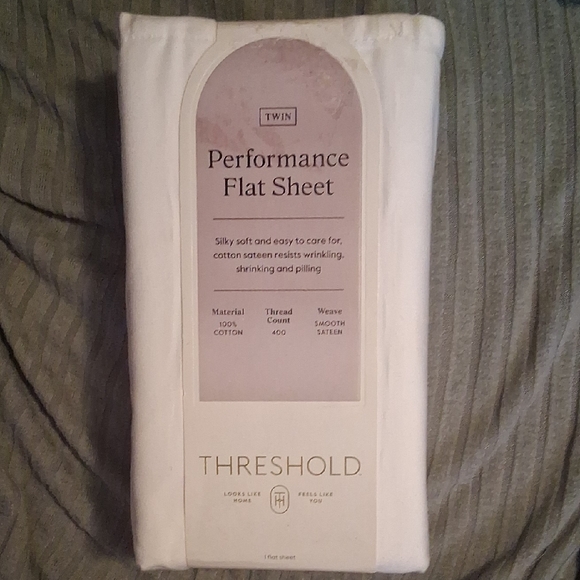 TWIN
Performance
Flat Sheet
Silky soft and easy to care for,
cotton sateen resists wrinkling,
shrinking and pilling
Material
100%
COTTON
Thread
Count
400
Weave
SMOOTH
SATEEN
THRESHOLD
LOOKS LIKE
HOME
TH
FEELS LIKE
YOU
1 flat sheet